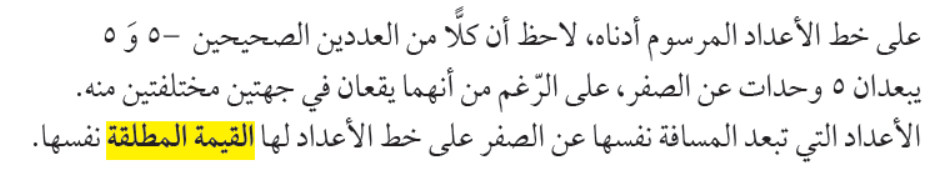 على خط الأعداد المرسوم أدناه، لاحظ أن كلًّا من العددين الصحيحين –٥ وَ ٥
يبعدان ٥ وحدات عن الصفر، على الرّغم من أنهما يقعان في جهتين مختلفتين منه.
الأعداد التي تبعد المسافة نفسها عن الصفر على خط الأعداد لها القيمة المطلقة نفسها.